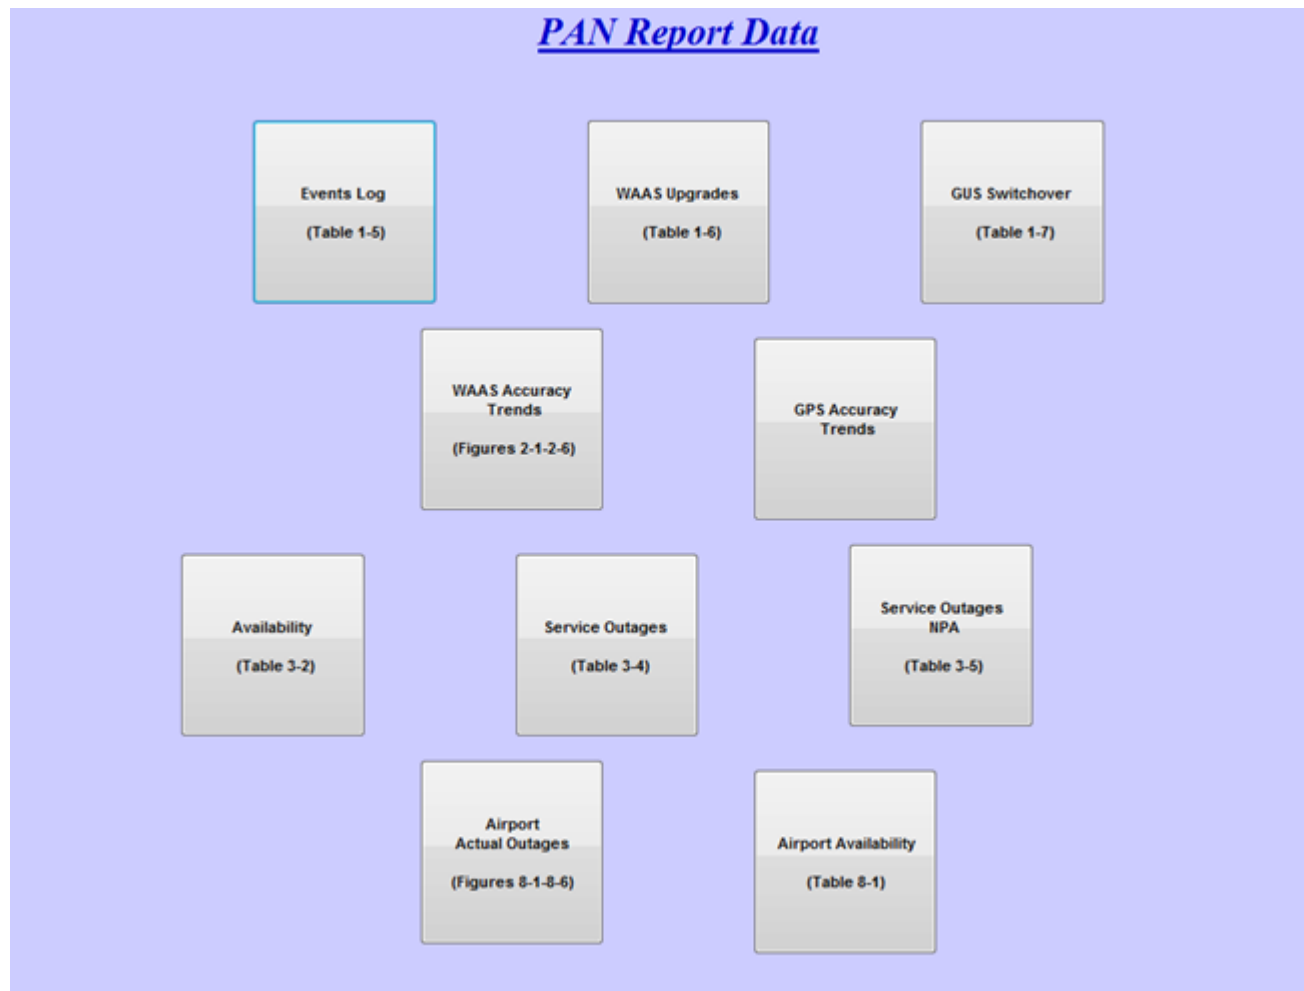 PAN Report Data
Events Log
(Table 1-5)
WAAS Upgrades
(Table 1-6)
GUS Switchover
(Table 1-7)
WAAS Accuracy
Trends
(Figures 2-1-2-6)
GPS Accuracy
Trends
Availability
(Table 3-2)
Service Outages
(Table 3-4)
Service Outages
NPA
(Table 3-5)
Airport
Actual Outages
(Figures 8-1-8-6)
Airport Availability
(Table 8-1)